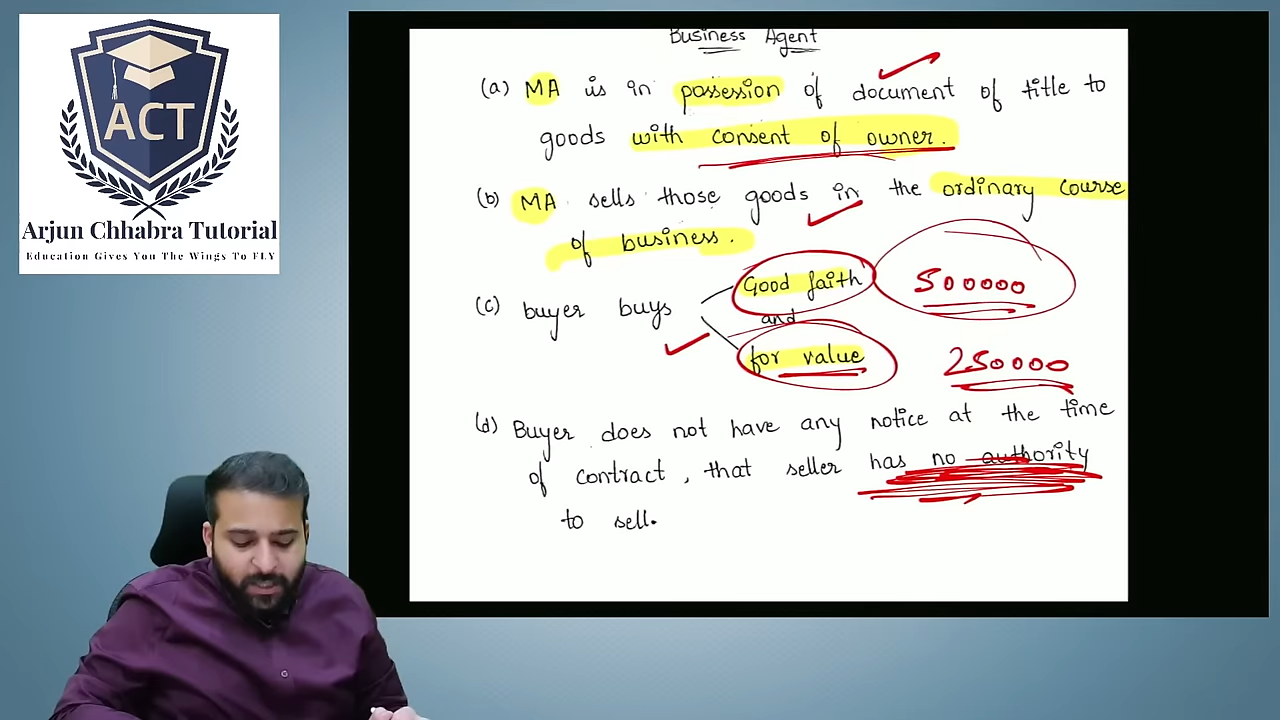 ACT
Arjun Chhabra Tutorial
Education Gives You The Wings To FLY
Business Agent
(a) MA is in possession of document of title to
goods with consent of owner.
(b) MA sells those goods in the ordinary course
of business.
(c) buyer buys
Good faith
500000
and
for value
250000
(d) Buyer does not have any notice at the time
of contract, that seller has no authority
to sell.